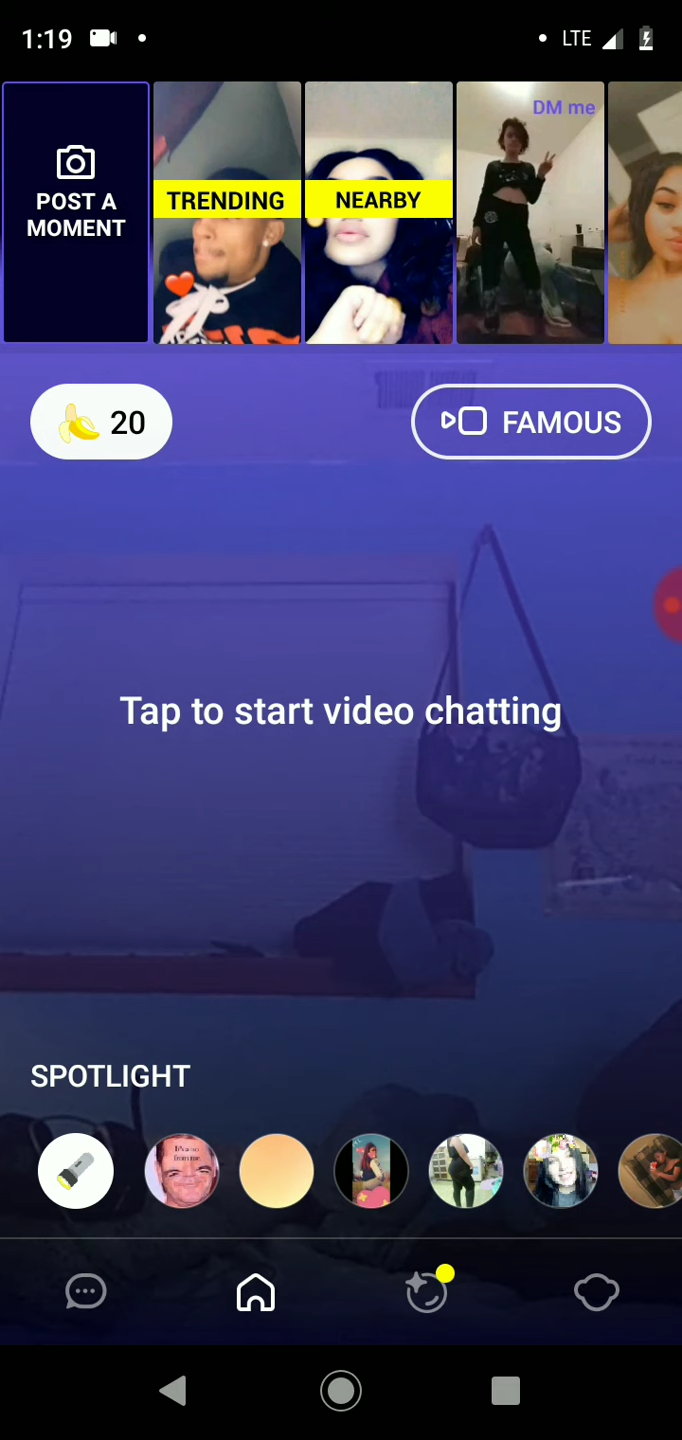 1:19
LTE
POST A
MOMENT
TRENDING
NEARBY
DM me
20
FAMOUS
Tap to start video chatting
SPOTLIGHT